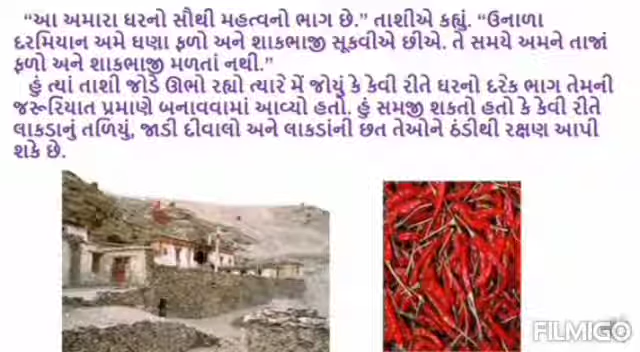 “આ અમારા ઘરનો સૌથી મહત્વનો ભાગ છે.” તાશીએ કહ્યું. “ઉનાળા
દરમિયાન અમે ઘણા ફળો અને શાકભાજી સૂકવીએ છીએ. તે સમયે અમને તાજાં
ફળો અને શાકભાજી મળતાં નથી.”
હું ત્યાં તાશી જોડે ઊભો રહ્યો ત્યારે મેં જોયું કે કેવી રીતે ઘરનો દરેક ભાગ તેમની
જરૂરિયાત પ્રમાણે બનાવવામાં આવ્યો હતો. હું સમજી શકતો હતો કે કેવી રીતે
લાકડાનું તળિયું, જાડી દીવાલો અને લાકડાંની છત તેઓને ઠંડીથી રક્ષણ આપી
શકે છે.
FILMIGO